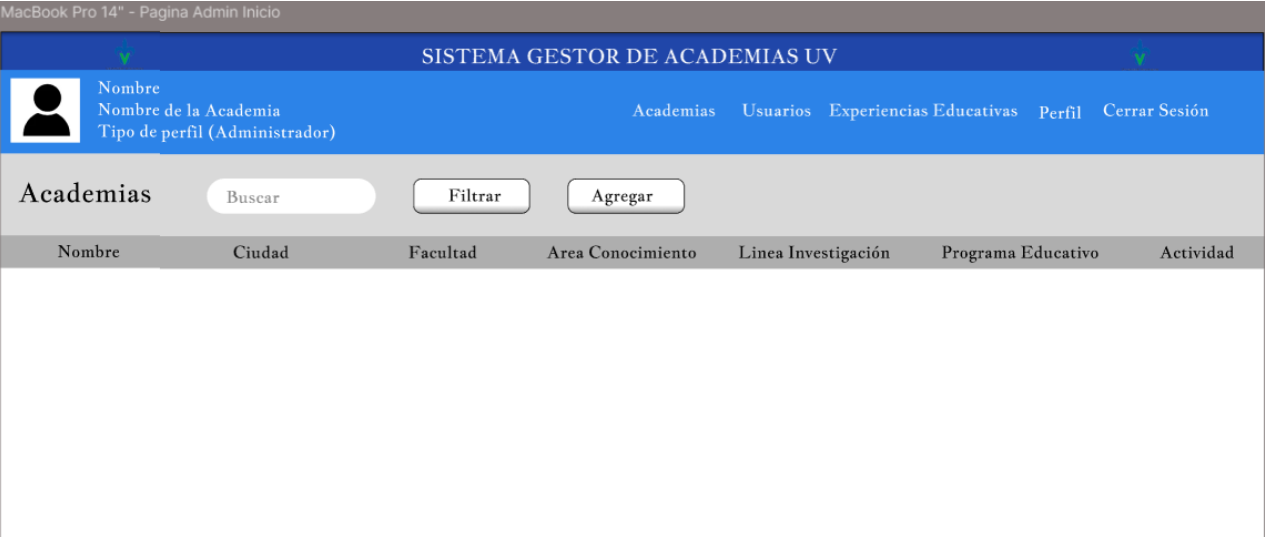 MacBook Pro 14" - Pagina Admin Inicio
SISTEMA GESTOR DE ACADEMIAS UV
Nombre
Nombre de la Academia
Tipo de perfil (Administrador)
Academias Usuarios Experiencias Educativas Perfil Cerrar Sesión
Academias Buscar Filtrar Agregar
Nombre Ciudad Facultad Area Conocimiento Linea Investigación Programa Educativo Actividad